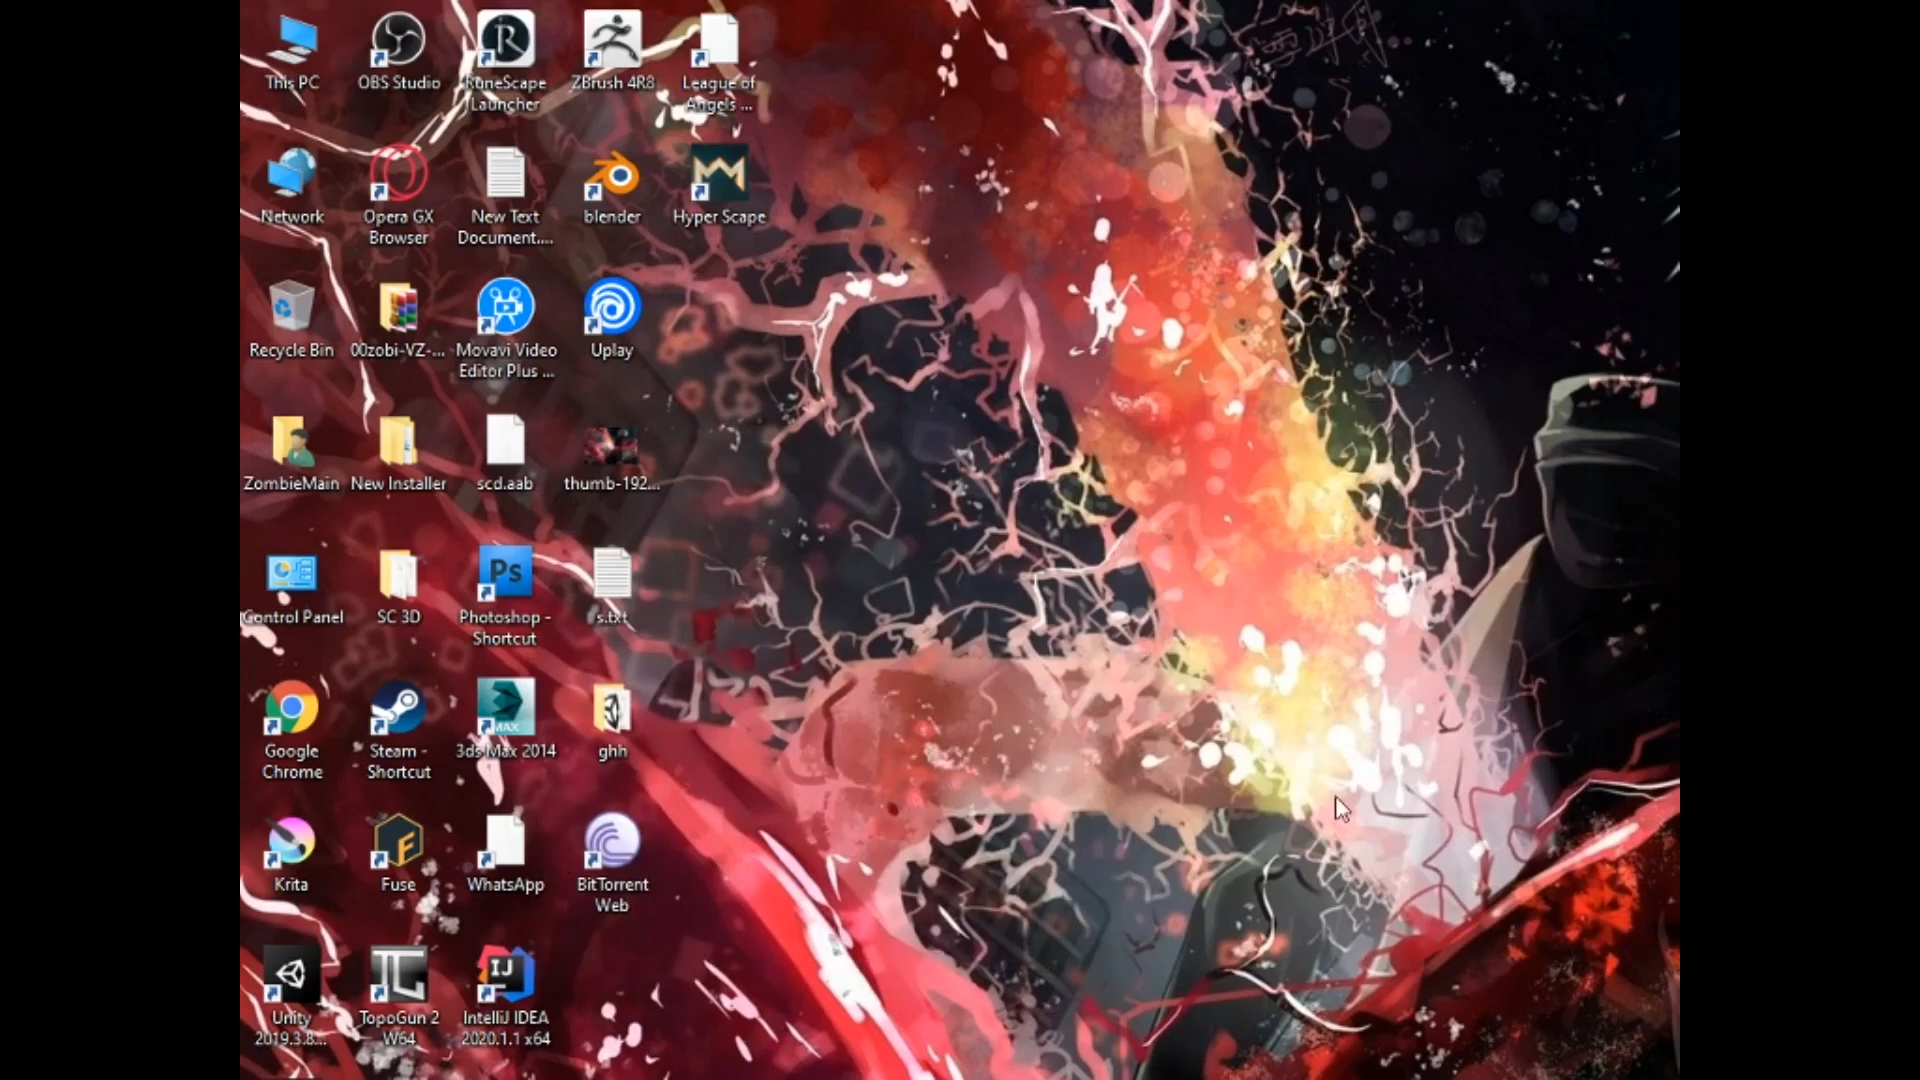 This PC
OBS Studio
RuneScape
Launcher
ZBrush 4R8
League of
Angels ...
Network
Opera GX
Browser
New Text
Document....
blender
Hyper Scape
Recycle Bin
00zobi-VZ-...
Movavi Video
Editor Plus ...
Uplay
ZombieMain
New Installer
scd.aab
thumb-192...
Control Panel
SC 3D
Ps
Photoshop -
Shortcut
s.txt
Google
Chrome
Steam -
Shortcut
MAX
3ds Max 2014
ghh
Krita
Fuse
WhatsApp
BitTorrent
Web
Unity
2019.3.8...
TopoGun 2
W64
IJ
IntelliJ IDEA
2020.1.1 x64